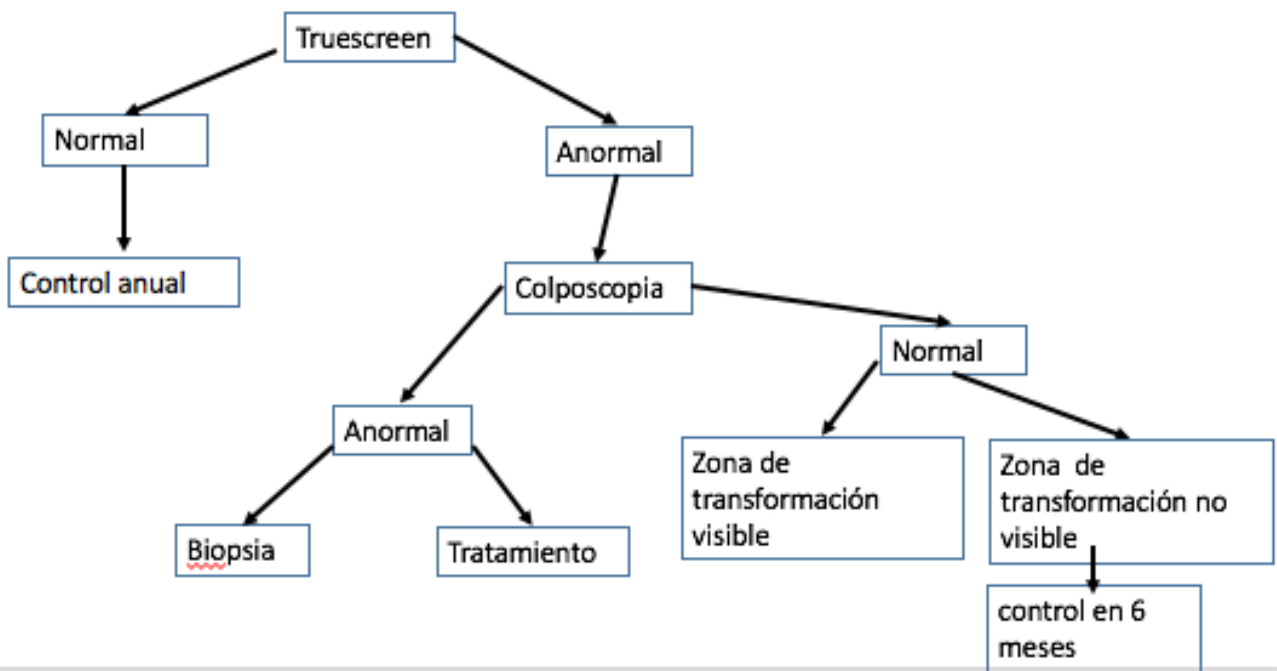 Truescreen
Normal
Anormal
Control anual
Colposcopia
Normal
Anormal
Zona de
transformación
visible
Zona de
transformación no
visible
Biopsia
Tratamiento
control en 6
meses